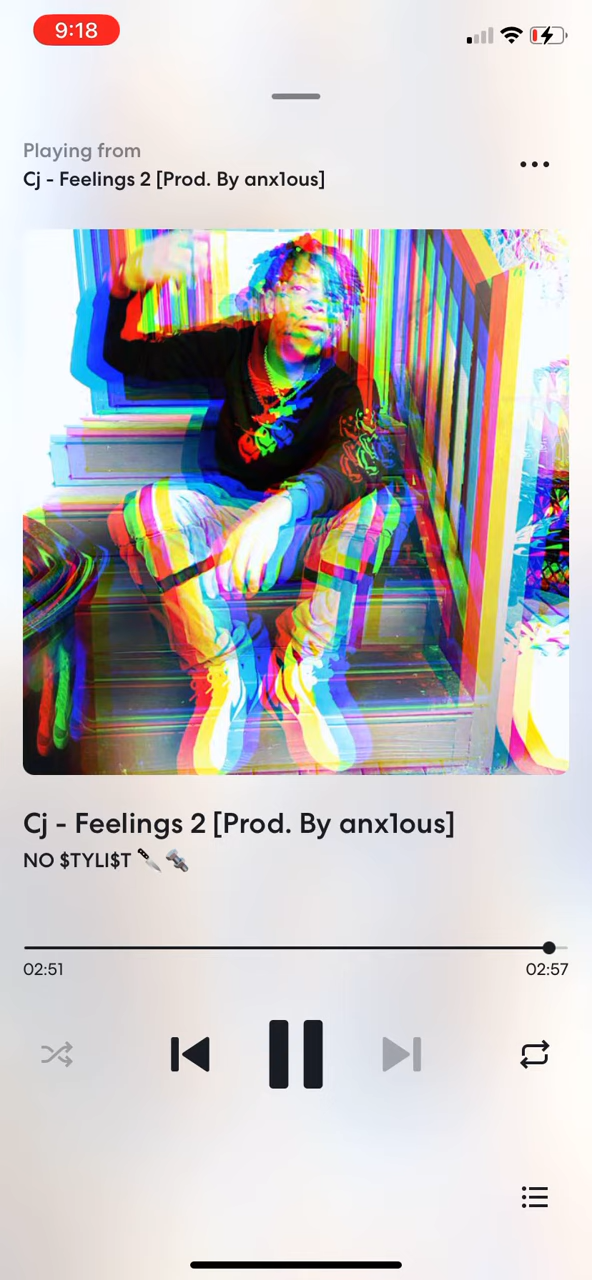 9:18
Playing from
Cj - Feelings 2 [Prod. By anx1ous]
Cj - Feelings 2 [Prod. By anx1ous]
NO $TYLI$T 🔪🔩
02:51
02:57